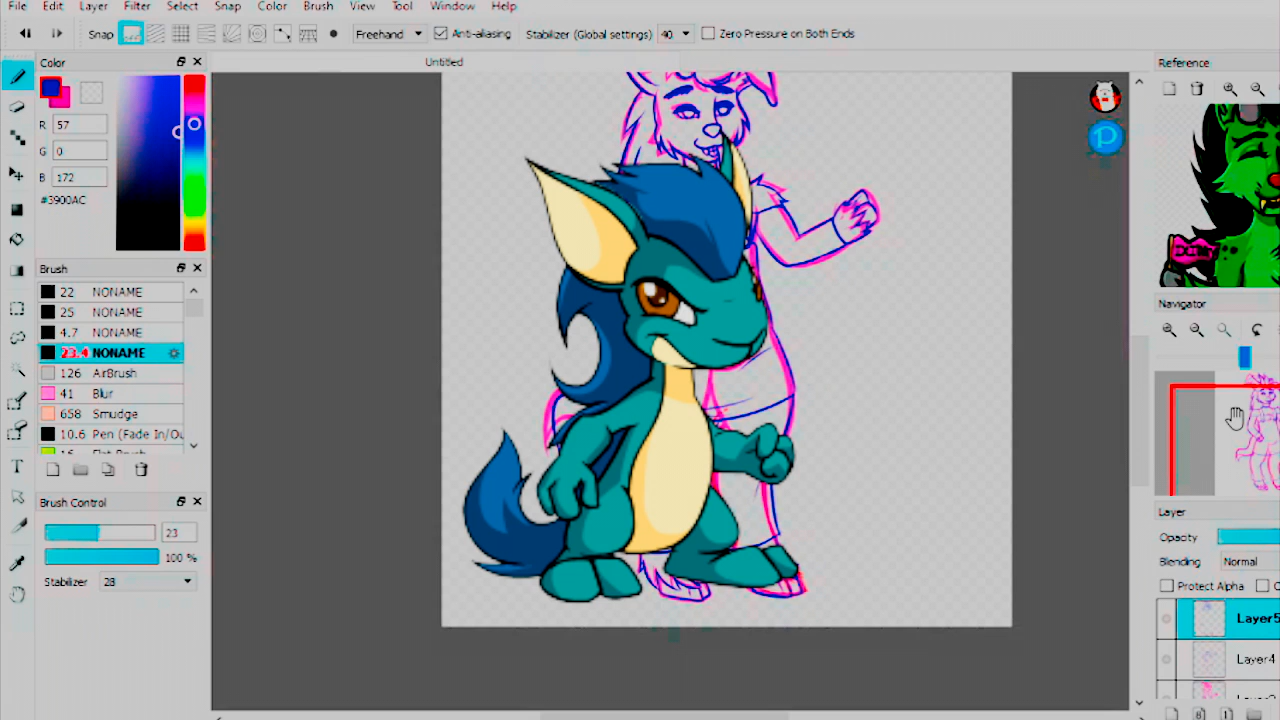 File Edit Layer Filter Select Snap Color Brush View Tool Window Help
Snap Freehand Anti-aliasing Stabilizer (Global settings) 40 Zero Pressure on Both Ends
Color Untitled Reference
R 57
G 0
B 172
#3900AC
Brush
22 NONAME
25 NONAME
4.7 NONAME
23.4 NONAME
126 AirBrush
41 Blur
658 Smudge
10.6 Pen (Fade In/Ou
Brush Control
23
100 %
Stabilizer 28
Navigator
Layer
Opacity
Blending Normal
Protect Alpha
Layer5
Layer4